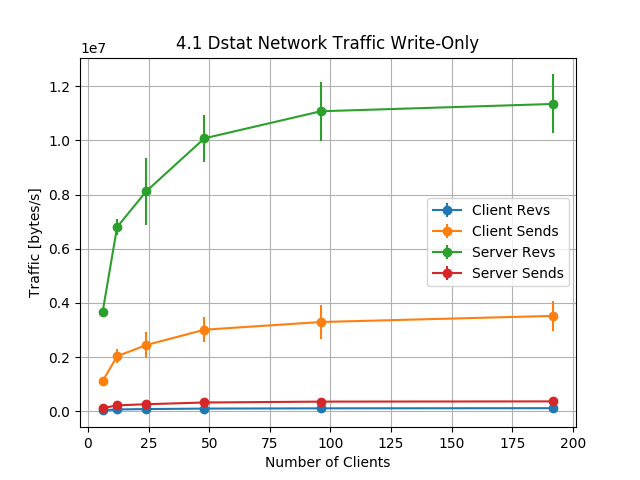 4.1 Dstat Network Traffic Write-Only
1e7
1.2
1.0
0.8
0.6
0.4
0.2
0.0
Traffic [bytes/s]
Client Revs
Client Sends
Server Revs
Server Sends
0 25 50 75 100 125 150 175 200
Number of Clients